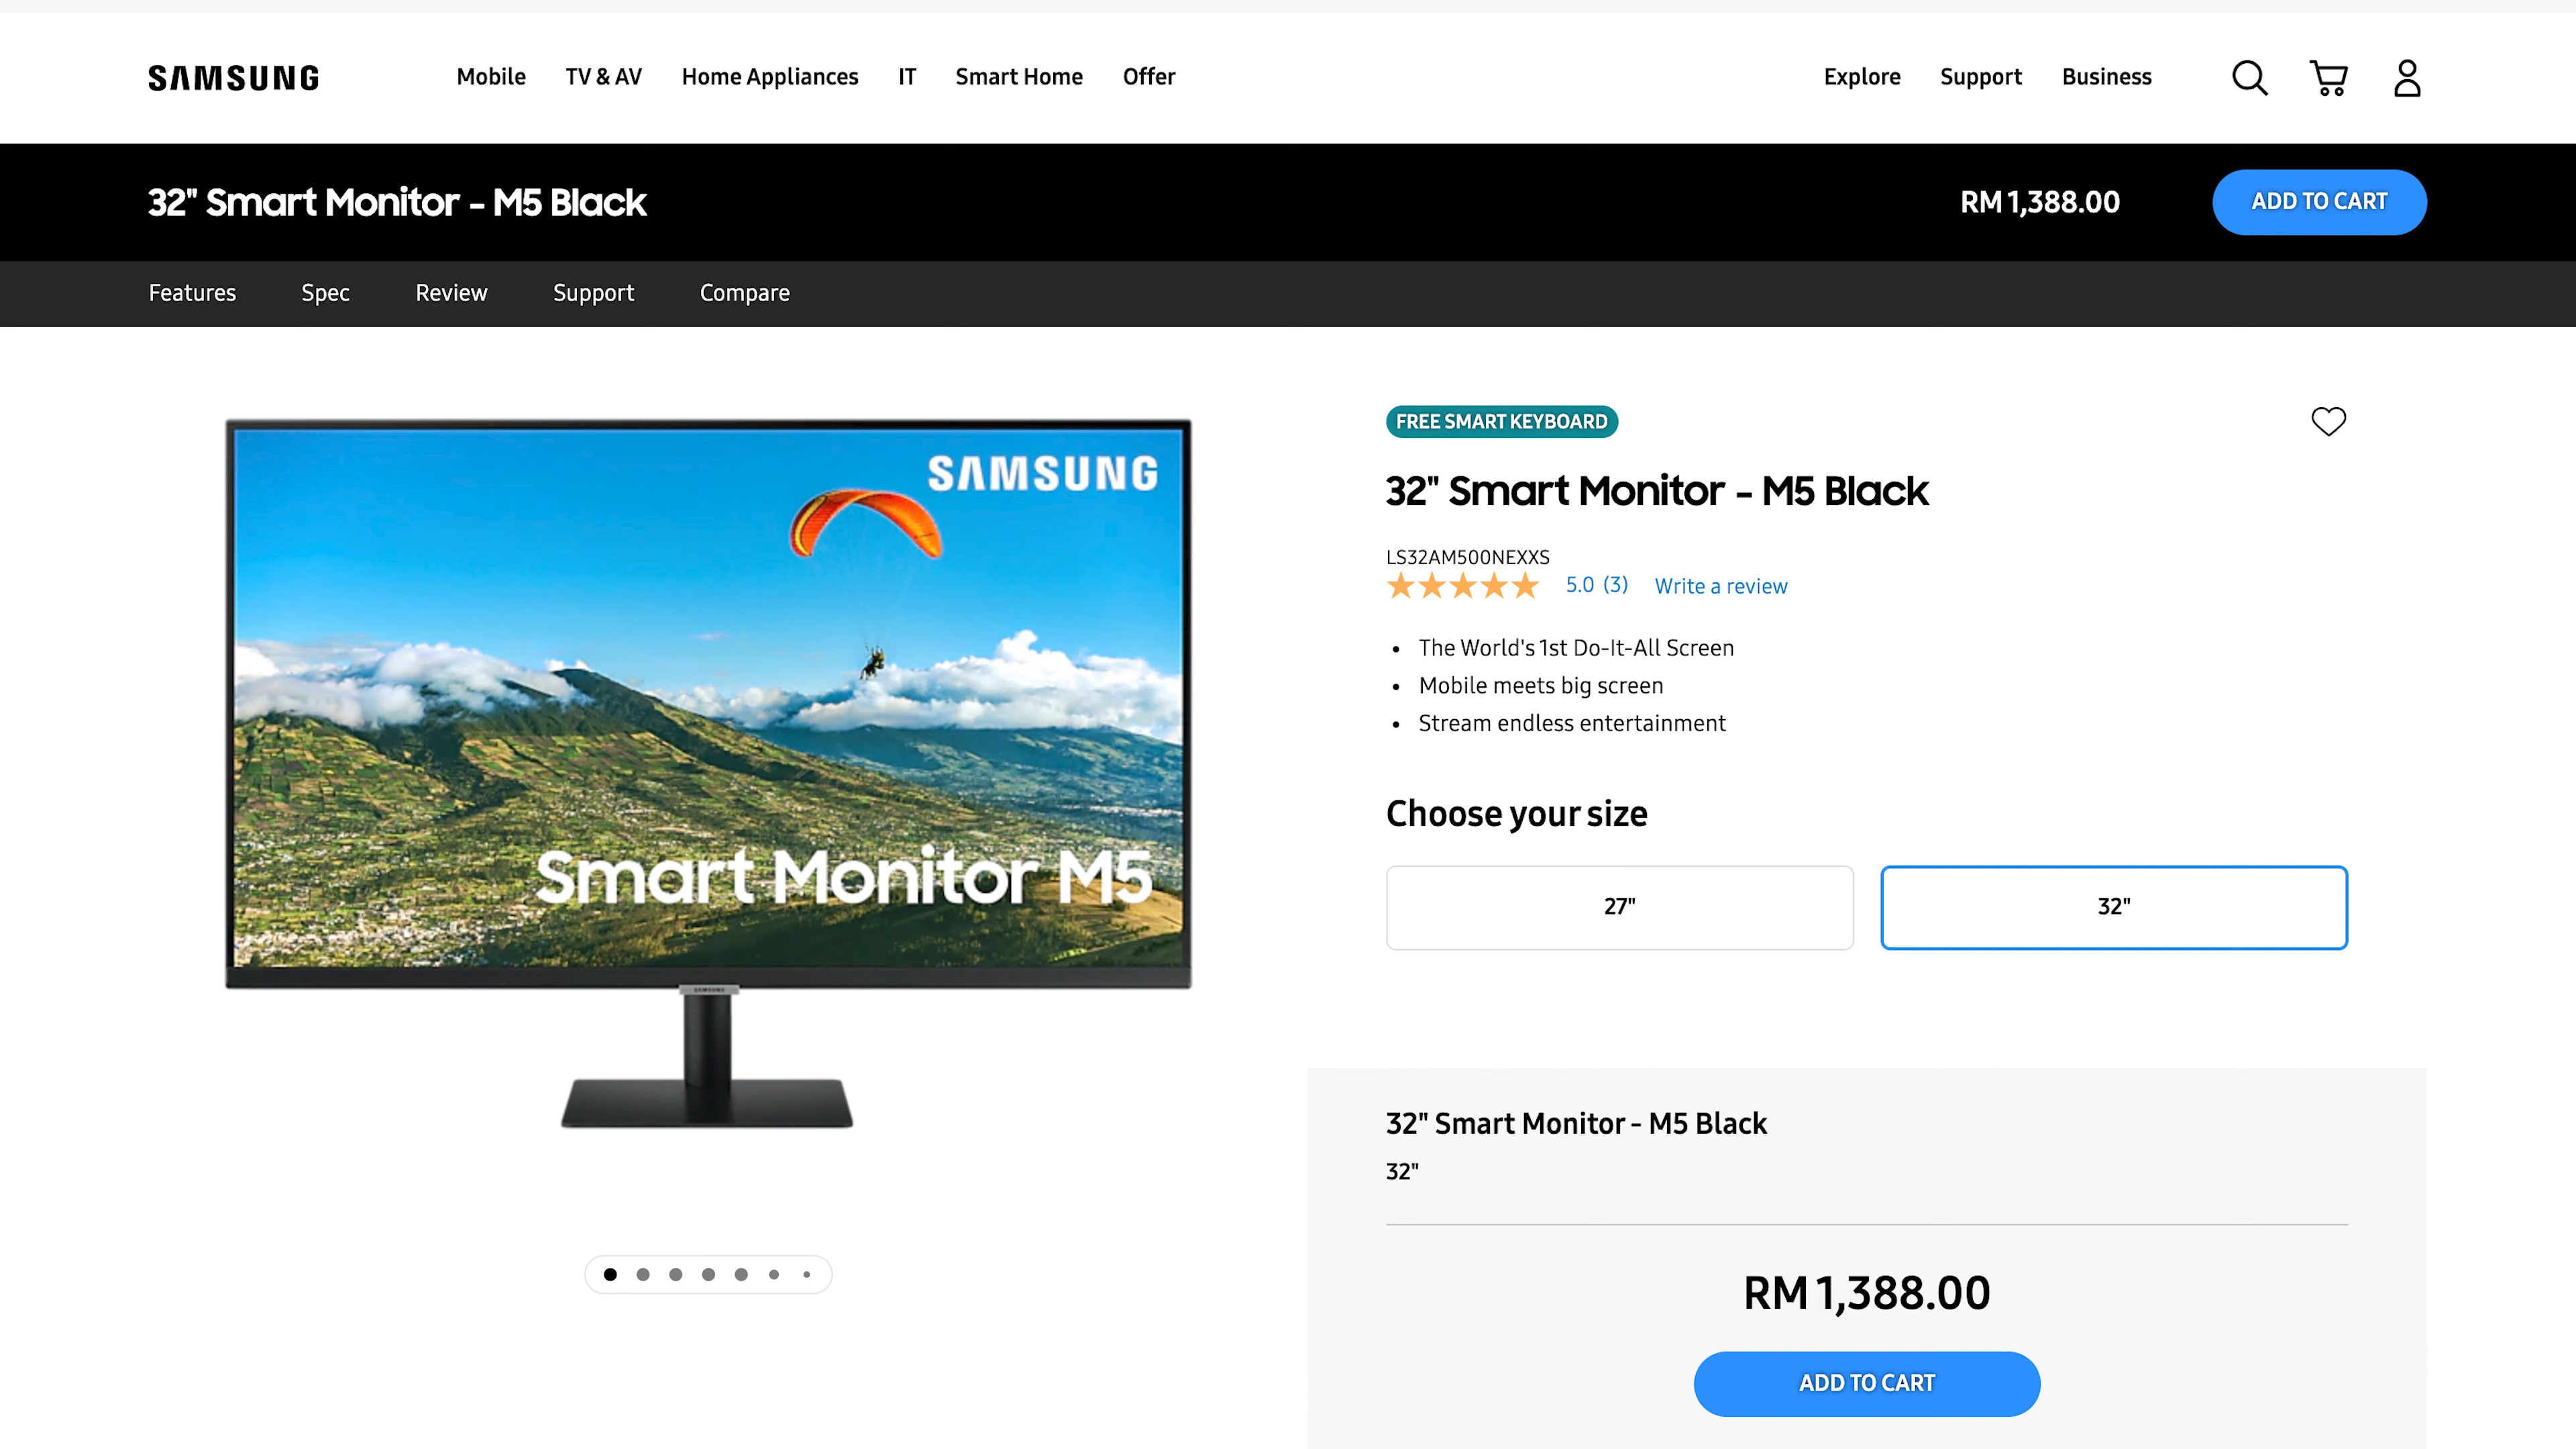 SAMSUNG
Mobile TV & AV Home Appliances IT Smart Home Offer
Explore Support Business
32" Smart Monitor - M5 Black
RM 1,388.00
ADD TO CART
Features Spec Review Support Compare
SAMSUNG
Smart Monitor M5
SAMSUNG
FREE SMART KEYBOARD
32" Smart Monitor - M5 Black
LS32AM500NEXXS
5.0 (3) Write a review
• The World's 1st Do-It-All Screen
• Mobile meets big screen
• Stream endless entertainment
Choose your size
27"
32"
32" Smart Monitor - M5 Black
32"
RM 1,388.00
ADD TO CART